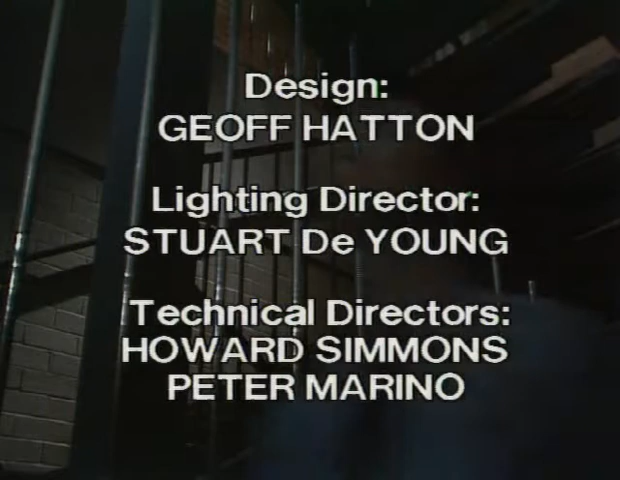 Design:
GEOFF HATTON
Lighting Director:
STUART De YOUNG
Technical Directors:
HOWARD SIMMONS
PETER MARINO